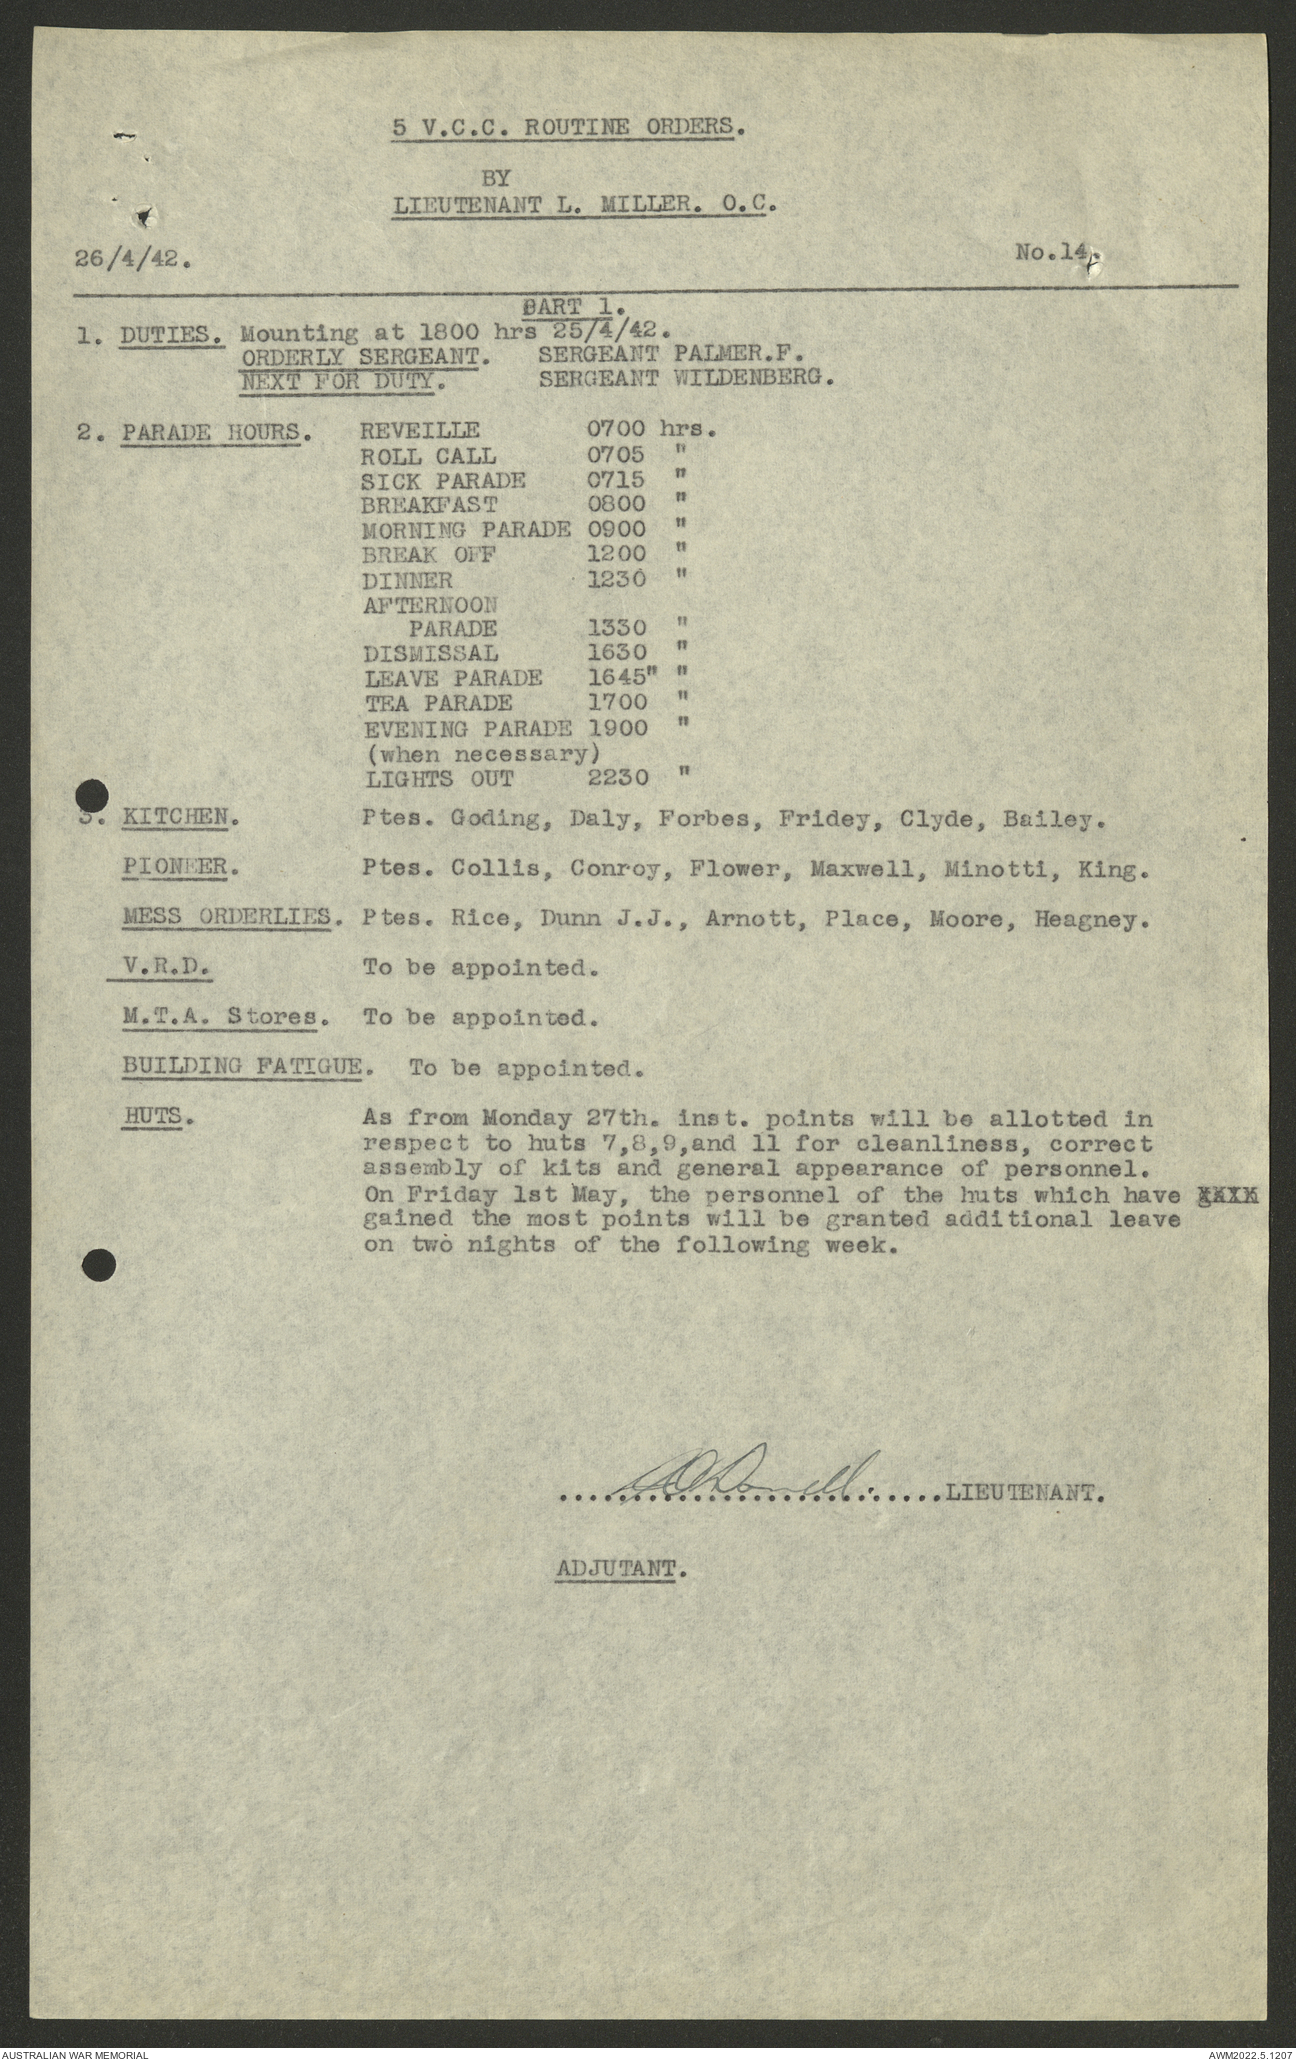 5 V.C.C. ROUTINE ORDERS.
BY
LIEUTENANT L. MILLER. O.C.
26/4/42. No.14.
PART 1.
1. DUTIES. Mounting at 1800 hrs 25/4/42.
ORDERLY SERGEANT. SERGEANT PALMER.F.
NEXT FOR DUTY. SERGEANT WILDENBERG.
2. PARADE HOURS. REVEILLE 0700 hrs.
ROLL CALL 0705 "
SICK PARADE 0715 "
BREAKFAST 0800 "
MORNING PARADE 0900 "
BREAK OFF 1200 "
DINNER 1230 "
AFTERNOON
PARADE 1330 "
DISMISSAL 1630 "
LEAVE PARADE 1645" "
TEA PARADE 1700 "
EVENING PARADE 1900 "
(when necessary)
LIGHTS OUT 2230 "
3. KITCHEN. Ptes. Goding, Daly, Forbes, Fridey, Clyde, Bailey.
PIONEER. Ptes. Collis, Conroy, Flower, Maxwell, Minotti, King.
MESS ORDERLIES. Ptes. Rice, Dunn J.J., Arnott, Place, Moore, Heagney.
V.R.D. To be appointed.
M.T.A. Stores. To be appointed.
BUILDING FATIGUE. To be appointed.
HUTS. As from Monday 27th. inst. points will be allotted in
respect to huts 7,8,9,and 11 for cleanliness, correct
assembly of kits and general appearance of personnel.
On Friday 1st May, the personnel of the huts which have
gained the most points will be granted additional leave
on two nights of the following week.
..........................LIEUTENANT.
ADJUTANT.
AUSTRALIAN WAR MEMORIAL AWM2022.5.1207